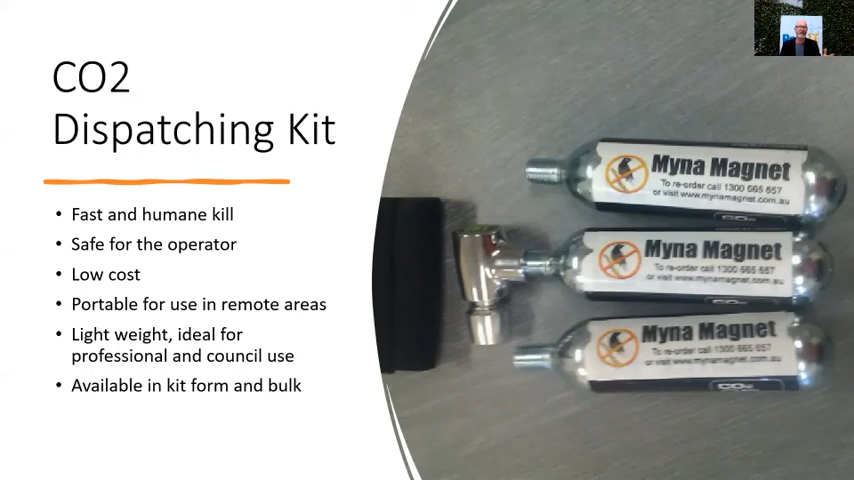 CO2
Dispatching Kit
• Fast and humane kill
• Safe for the operator
• Low cost
• Portable for use in remote areas
• Light weight, ideal for
professional and council use
• Available in kit form and bulk
Myna Magnet
To re-order call 1300 665 657
or visit www.mynamagnet.com.au
CO2
Myna Magnet
To re-order call 1300 665 657
or visit www.mynamagnet.com.au
Myna Magnet
To re-order call 1300 665 657
or visit www.mynamagnet.com.au
CO2